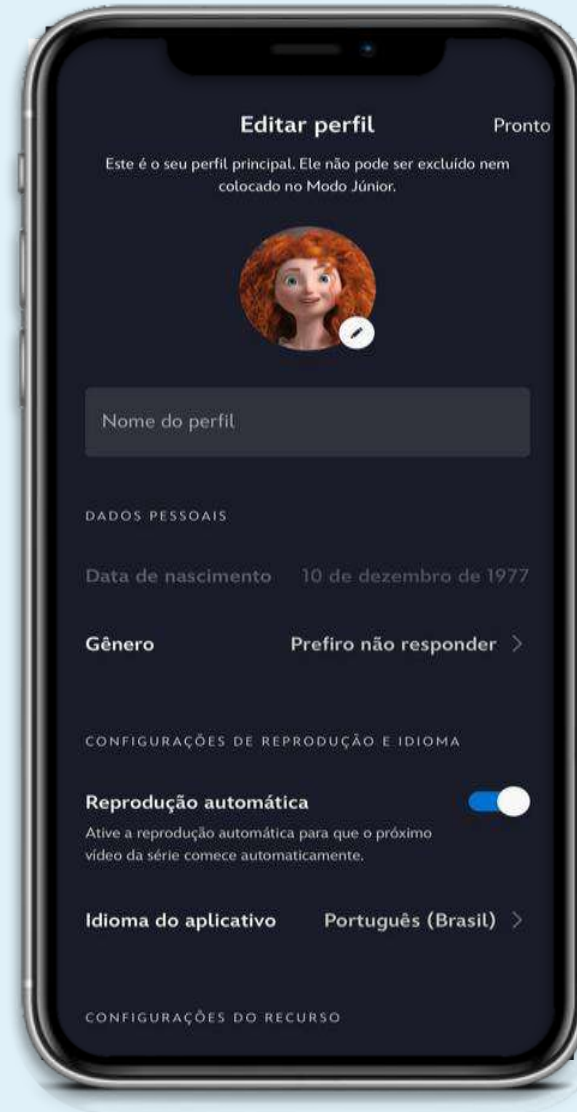 Editar perfil
Pronto
Este é o seu perfil principal. Ele não pode ser excluído nem
colocado no Modo Júnior.
Nome do perfil
DADOS PESSOAIS
Data de nascimento 10 de dezembro de 1977
Gênero Prefiro não responder
CONFIGURAÇÕES DE REPRODUÇÃO E IDIOMA
Reprodução automática
Ative a reprodução automática para que o próximo
vídeo da série comece automaticamente.
Idioma do aplicativo Português (Brasil)
CONFIGURAÇÕES DO RECURSO